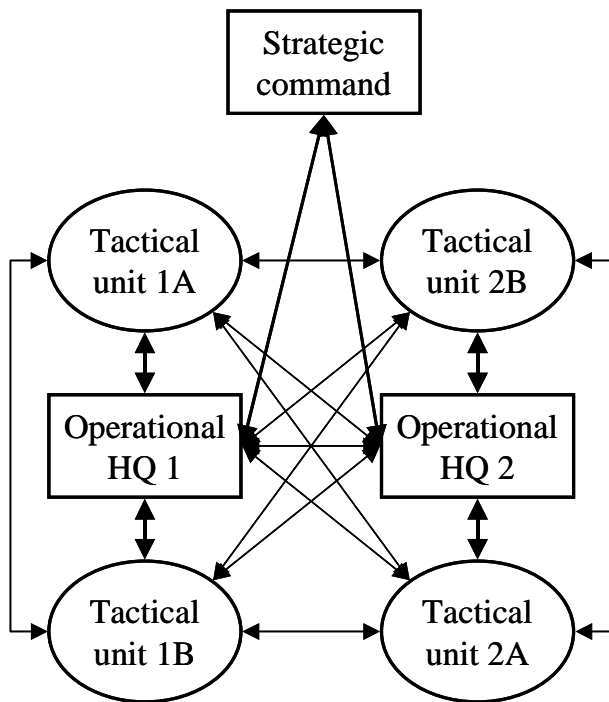 Strategic
command
Tactical
unit 1A
Tactical
unit 2B
Operational
HQ 1
Operational
HQ 2
Tactical
unit 1B
Tactical
unit 2A